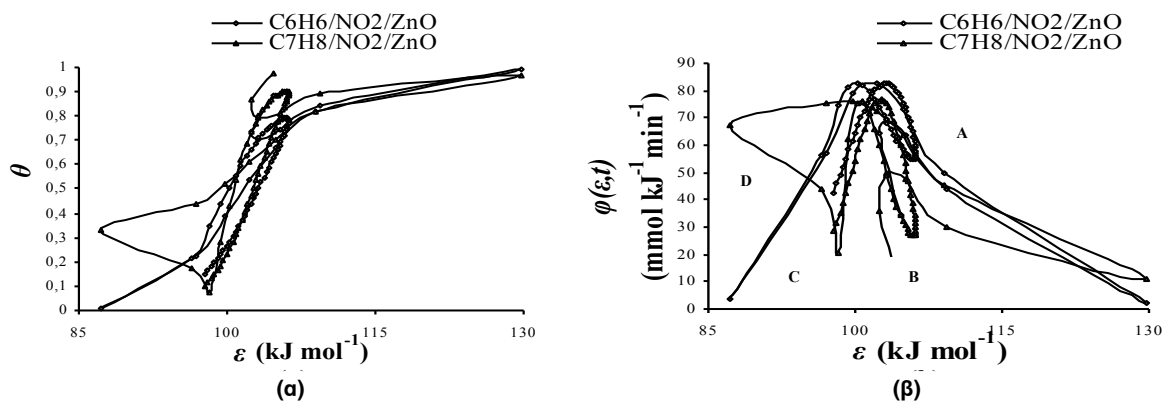 C6H6/NO2/ZnO
C7H8/NO2/ZnO
1
0,9
0,8
0,7
0,6
0,5
0,4
0,3
0,2
0,1
0
θ
85
100
115
130
ε (kJ mol⁻¹)
(α)
C6H6/NO2/ZnO
C7H8/NO2/ZnO
90
80
70
60
50
40
30
20
10
0
φ(ε,t)
(mmol kJ⁻¹ min⁻¹)
A
D
C
B
85
100
115
130
ε (kJ mol⁻¹)
(β)